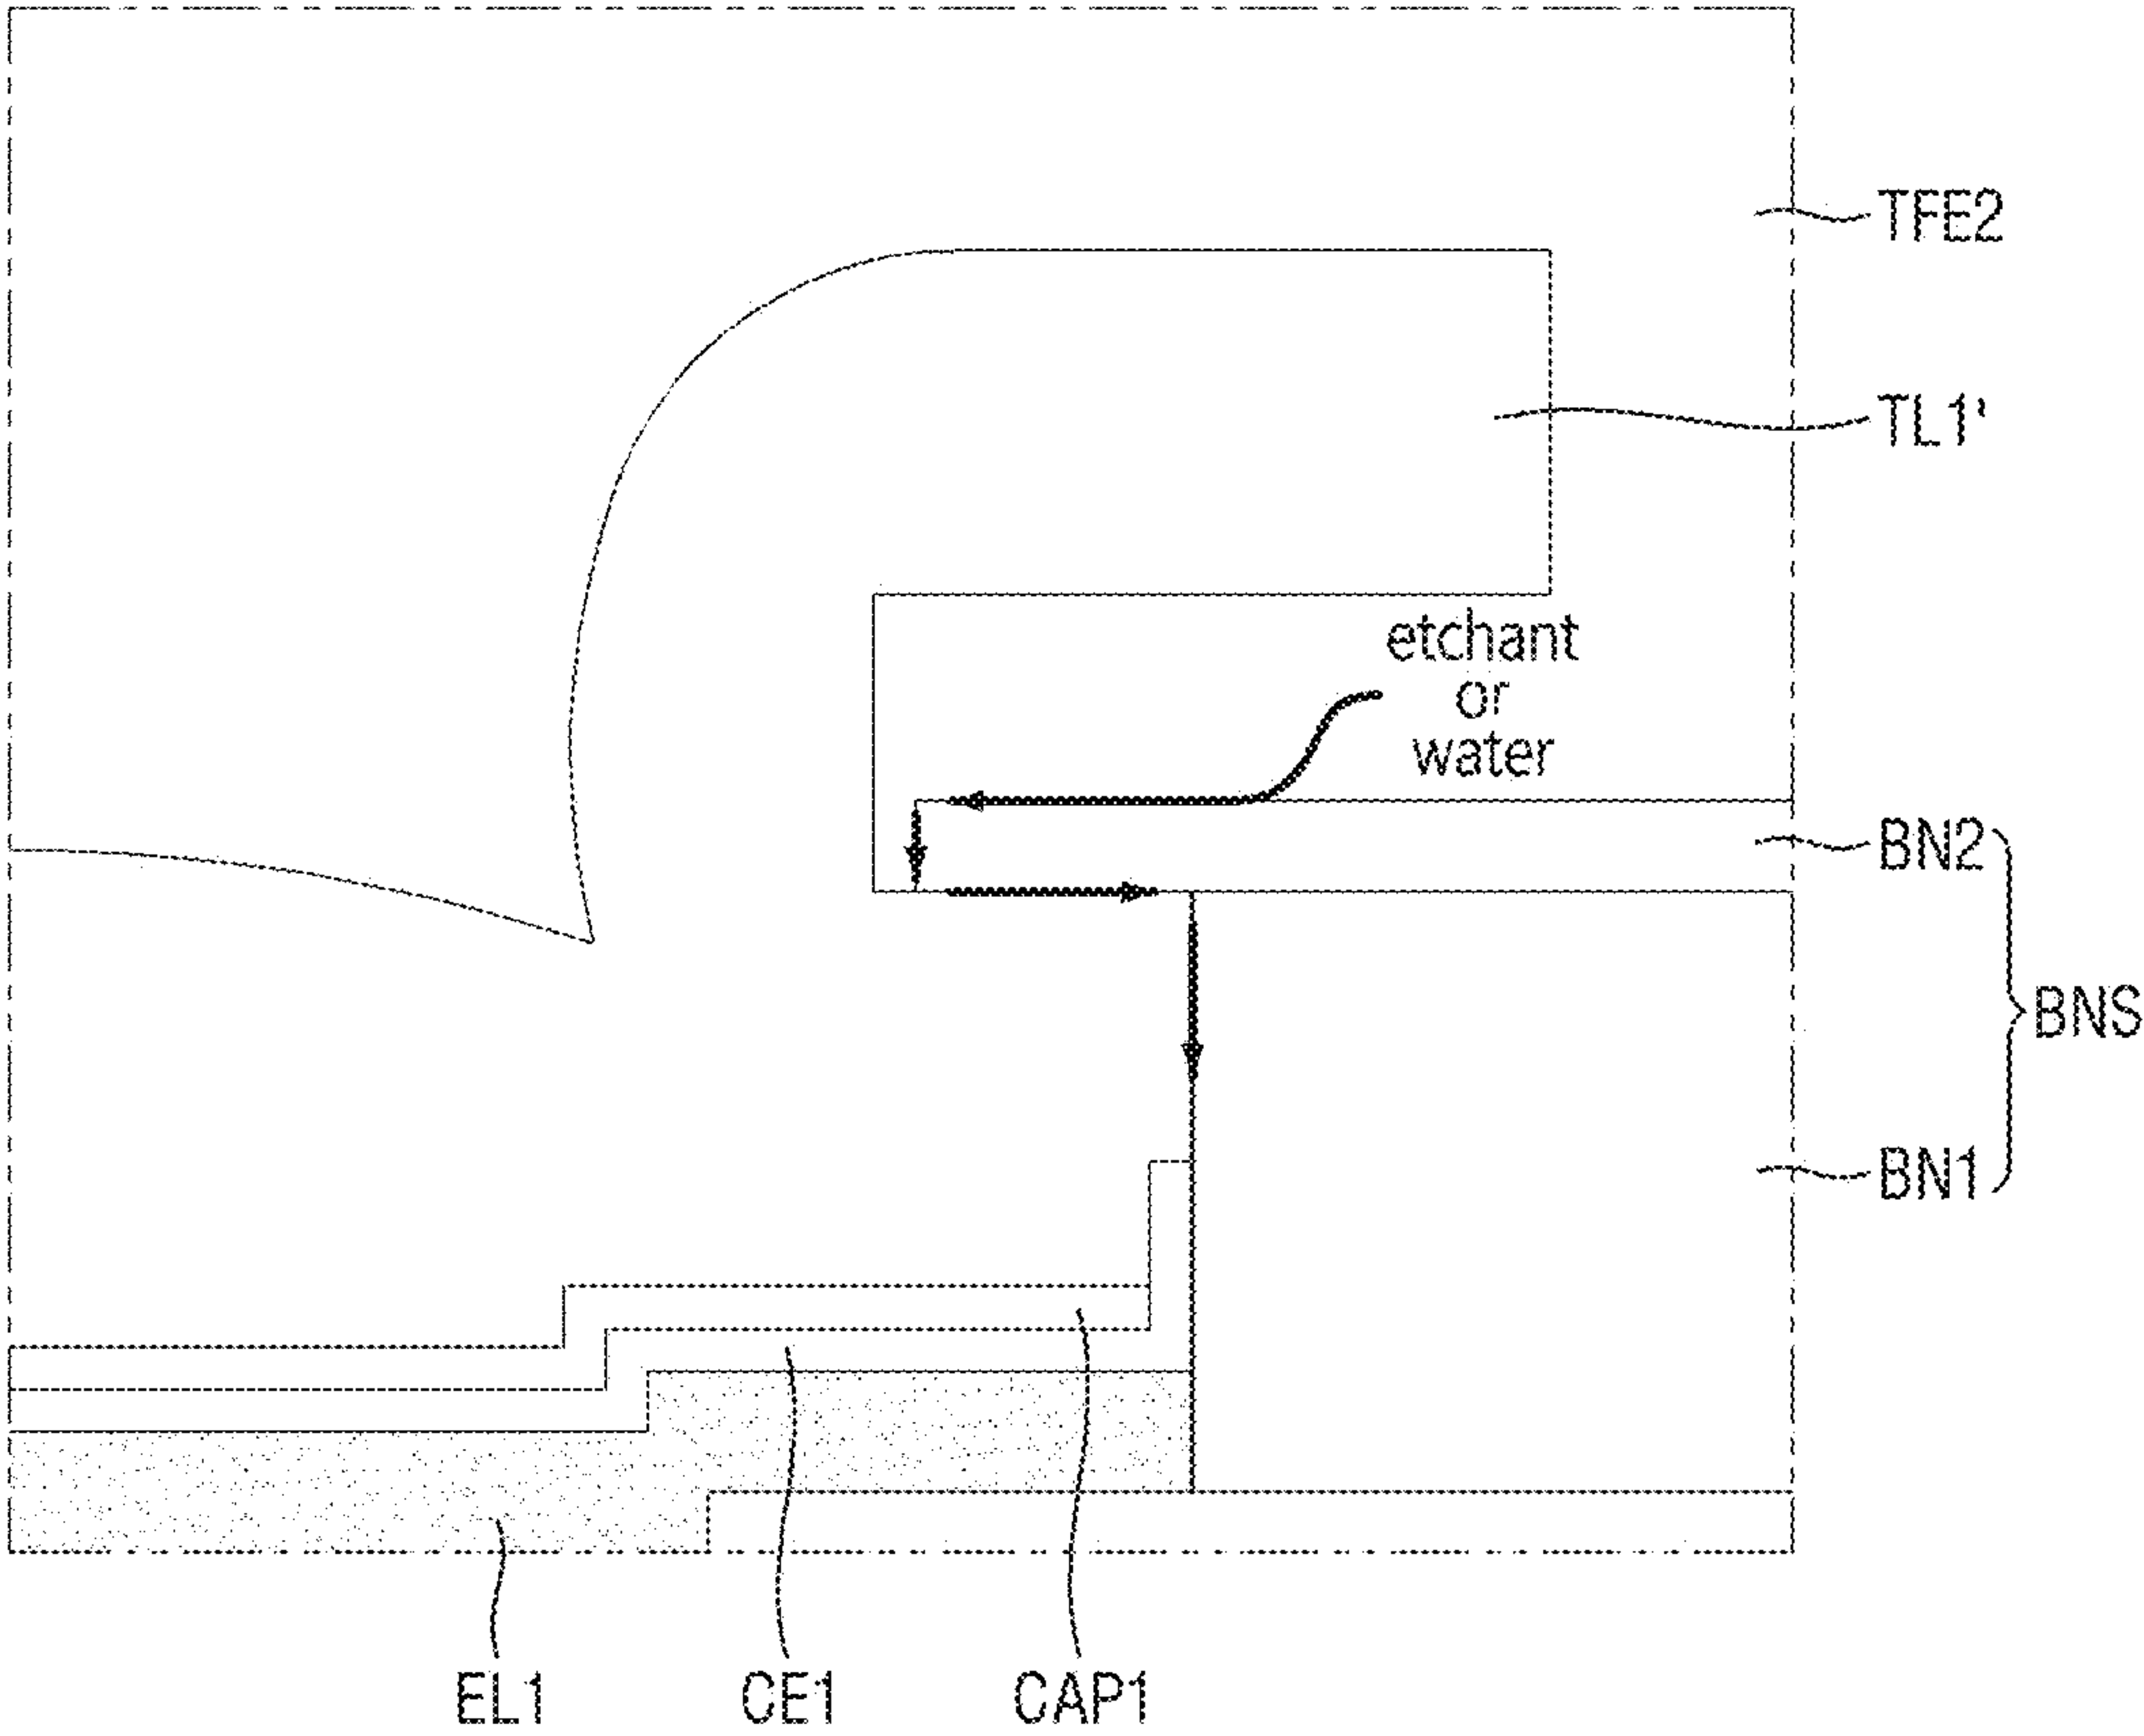 TFE2
TL1'
etchant
or
water
BN2
BNS
BN1
EL1
CE1
CAP1